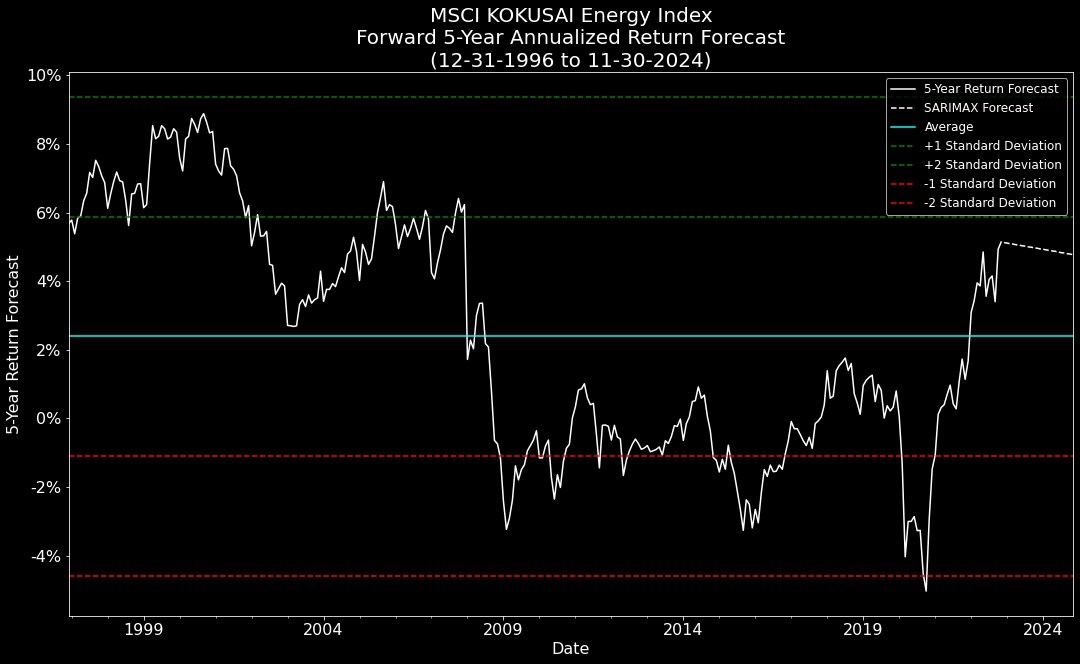 MSCI KOKUSAI Energy Index
Forward 5-Year Annualized Return Forecast
(12-31-1996 to 11-30-2024)
5-Year Return Forecast
SARIMAX Forecast
Average
+1 Standard Deviation
+2 Standard Deviation
-1 Standard Deviation
-2 Standard Deviation
5-Year Return Forecast
10%
8%
6%
4%
2%
0%
-2%
-4%
1999
2004
2009
2014
2019
2024
Date